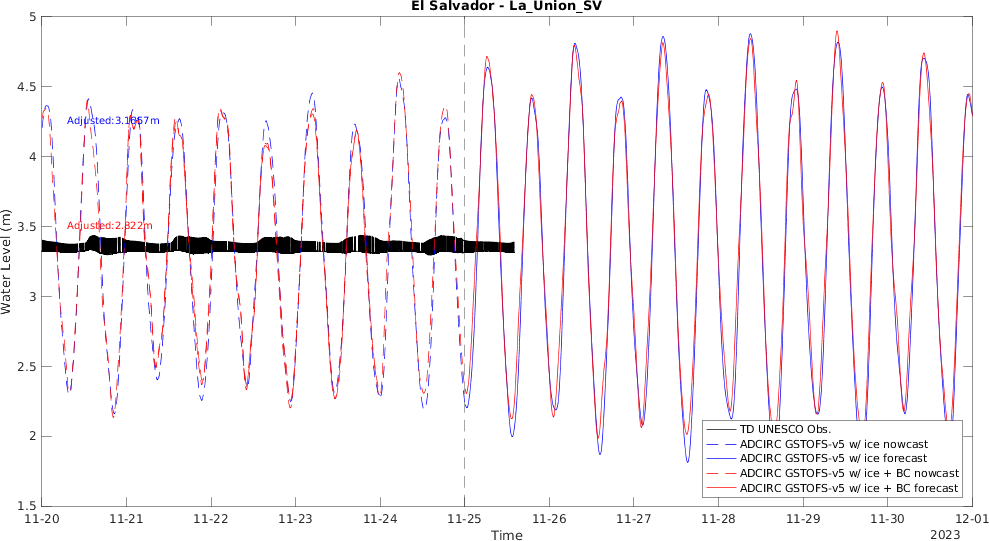 El Salvador - La_Union_SV
Water Level (m)
5
4.5
4
3.5
3
2.5
2
1.5
Adjusted:2.822m
TD UNESCO Obs.
ADCIRC GSTOFS-v5 w/ ice nowcast
ADCIRC GSTOFS-v5 w/ ice forecast
ADCIRC GSTOFS-v5 w/ ice + BC nowcast
ADCIRC GSTOFS-v5 w/ ice + BC forecast
11-20 11-21 11-22 11-23 11-24 11-25 11-26 11-27 11-28 11-29 11-30 12-01
Time
2023